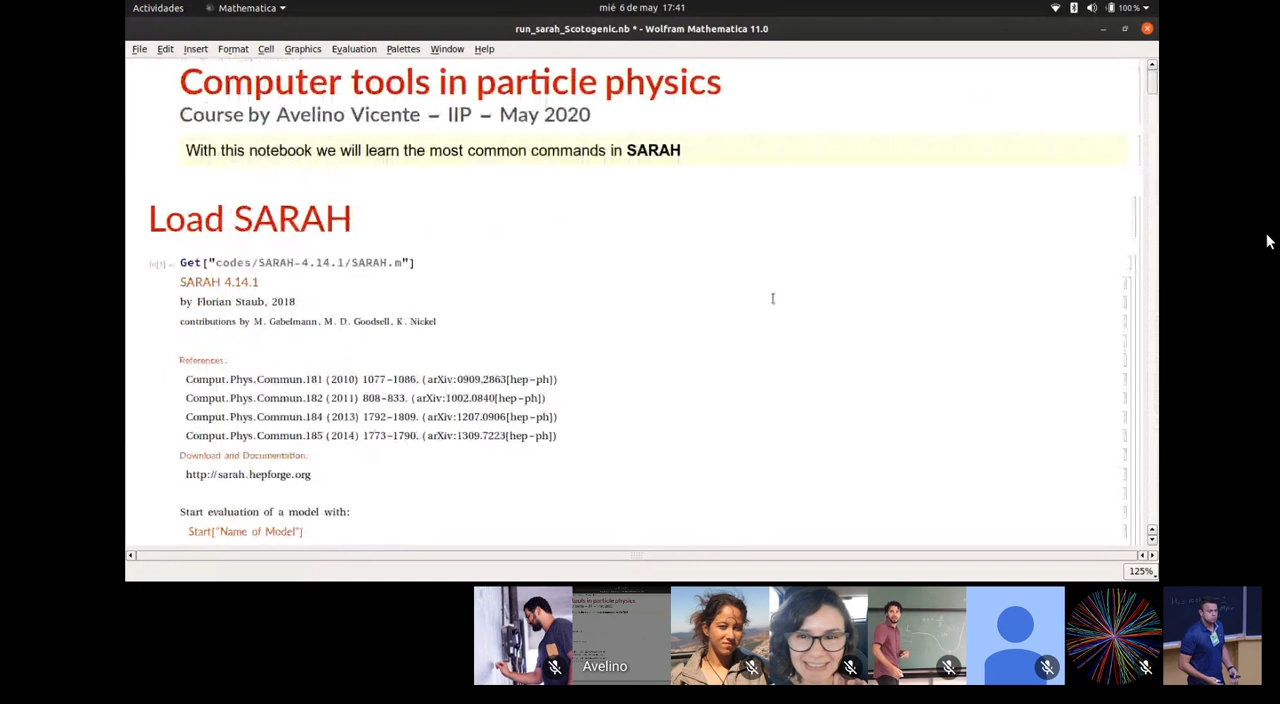 Actividades Mathematica mié 6 de may 17:41 100%
run_sarah_Scotogenic.nb * - Wolfram Mathematica 11.0
File Edit Insert Format Cell Graphics Evaluation Palettes Window Help
Computer tools in particle physics
Course by Avelino Vicente – IIP – May 2020
With this notebook we will learn the most common commands in SARAH
Load SARAH
Get["codes/SARAH-4.14.1/SARAH.m"]
SARAH 4.14.1
by Florian Staub, 2018
contributions by M. Gabelmann, M. D. Goodsell, K. Nickel
References:
Comput.Phys.Commun.181 (2010) 1077-1086. (arXiv:0909.2863[hep-ph])
Comput.Phys.Commun.182 (2011) 808-833. (arXiv:1002.0840[hep-ph])
Comput.Phys.Commun.184 (2013) 1792-1809. (arXiv:1207.0906[hep-ph])
Comput.Phys.Commun.185 (2014) 1773-1790. (arXiv:1309.7223[hep-ph])
Download and Documentation:
http://sarah.hepforge.org
Start evaluation of a model with:
Start["Name of Model"]
125%
Avelino